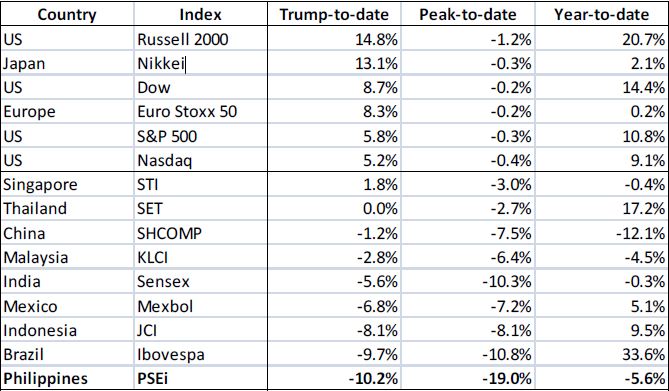 Country Index Trump-to-date Peak-to-date Year-to-date
US Russell 2000 14.8% -1.2% 20.7%
Japan Nikkei 13.1% -0.3% 2.1%
US Dow 8.7% -0.2% 14.4%
Europe Euro Stoxx 50 8.3% -0.2% 0.2%
US S&P 500 5.8% -0.3% 10.8%
US Nasdaq 5.2% -0.4% 9.1%
Singapore STI 1.8% -3.0% -0.4%
Thailand SET 0.0% -2.7% 17.2%
China SHCOMP -1.2% -7.5% -12.1%
Malaysia KLCI -2.8% -6.4% -4.5%
India Sensex -5.6% -10.3% -0.3%
Mexico Mexbol -6.8% -7.2% 5.1%
Indonesia JCI -8.1% -8.1% 9.5%
Brazil Ibovespa -9.7% -10.8% 33.6%
Philippines PSEi -10.2% -19.0% -5.6%